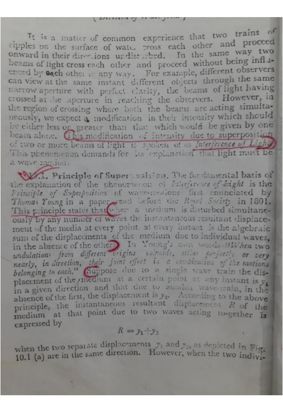 It is a matter of common experience that two trains of
ripples on the surface of water cross each other and proceed
onward in their directions undisturbed. In the same way two
beams of light cross each other and proceed without being influ-
enced by each other in any way. For example, different observers
can view at the same instant different objects through the same
narrow aperture with perfect clarity, the beams of light having
crossed at the aperture in reaching the observers. However, in
the region of crossing where both the beams are acting simulta-
neously, we expect a modification in their intensity which should
be either less or greater than that which would be given by one
beam alone. This modification of intensity due to superposition
of two or more beams of light is spoken of as Interference of Light
This phenomenon demands for its explanation that light must be
a wave motion.
Principle of Superposition. The fundamental basis of
the explanation of the phenomenon of Interference of Light is the
Principle of Superposition of first enunciated by
Thomas Young in a paper read before the Royal Society in 1801.
This principle states that when a medium is disturbed simultane-
ously by any number of waves the instantaneous resultant displace-
ment of the media at every point at every instant is the algebraic
sum of the displacements of the medium due to individual waves,
in the absence of the others. In Young's own words "When two
undulations from different origins coincide, either perfectly or very
nearly, in direction, their joint effect is a combination of the motions
belonging to each." Suppose due to a single wave train the dis-
placement of the medium at a certain point at any instant is y₁
in a given direction and that due to another wave train, in the
absence of the first, the displacement is y₂. According to the above
principle, the instantaneous resultant displacement R of the
medium at that point due to two waves acting together is
expressed by
R = y₁+y₂
when the two separate displacements y₁ and y₂, as depicted in Fig.
10.1 (a) are in the same direction. However, when the two indivi-